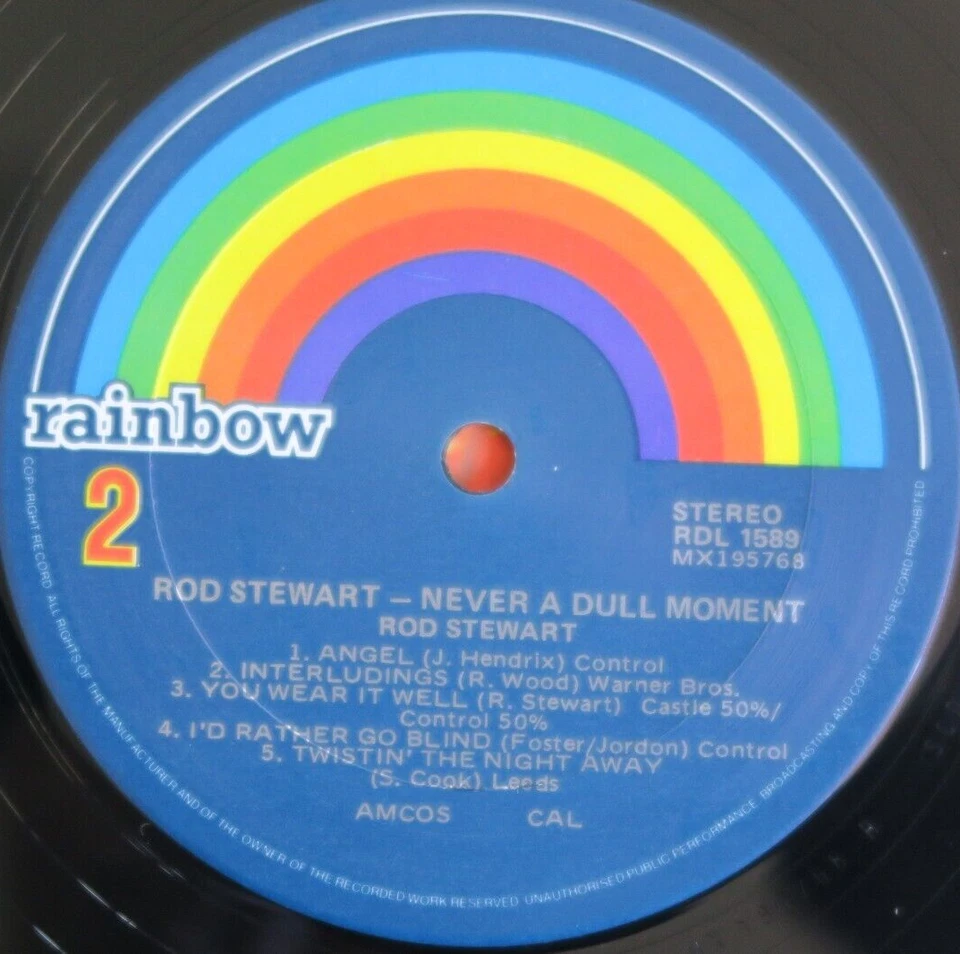 rainbow
2
STEREO
RDL 1589
MX195768
ROD STEWART — NEVER A DULL MOMENT
ROD STEWART
1. ANGEL (J. Hendrix) Control
2. INTERLUDINGS (R. Wood) Warner Bros.
3. YOU WEAR IT WELL (R. Stewart) Castle 50%/
Control 50%
4. I'D RATHER GO BLIND (Foster/Jordon) Control
5. TWISTIN' THE NIGHT AWAY
(S. Cook) Leeds
AMCOS CAL
COPYRIGHT RECORD. ALL RIGHTS OF THE MANUFACTURER AND OF THE OWNER OF THE RECORDED WORK RESERVED. UNAUTHORISED PUBLIC PERFORMANCE BROADCASTING AND COPY OF THIS RECORD PROHIBITED